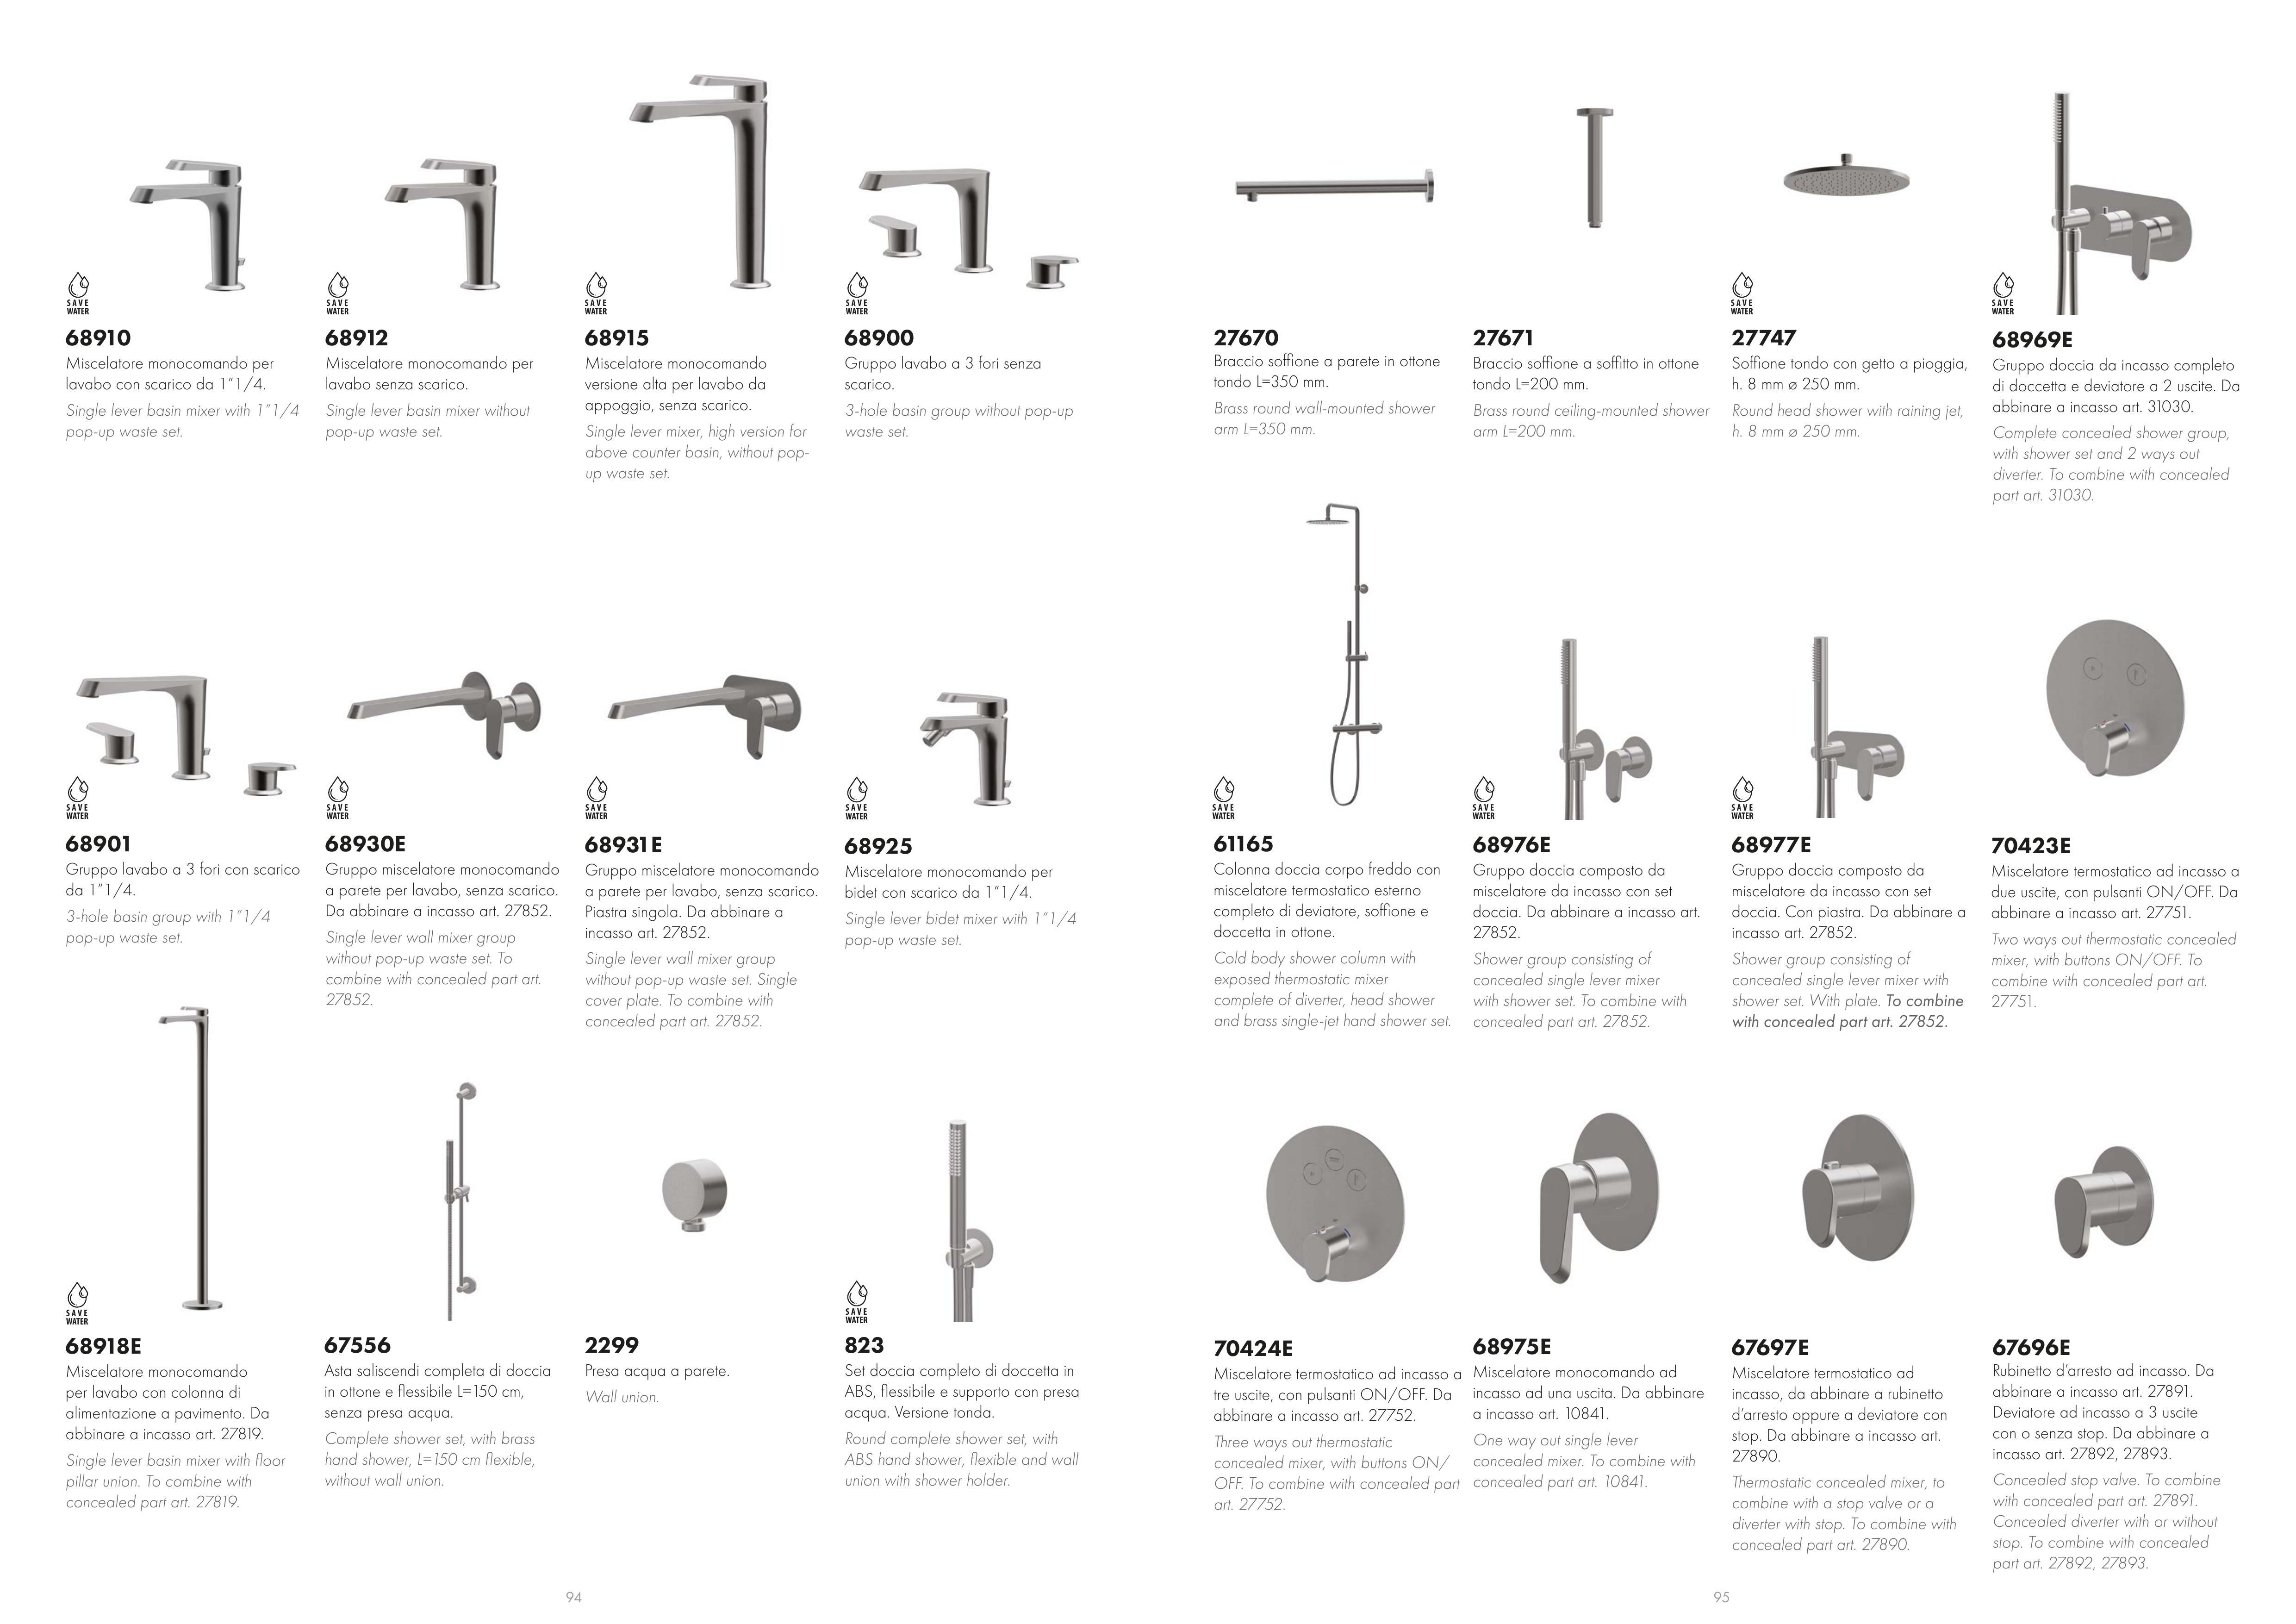 SAVE
WATER
68910
Miscelatore monocomando per
lavabo con scarico da 1”1/4.
Single lever basin mixer with 1”1/4
pop-up waste set.
SAVE
WATER
68912
Miscelatore monocomando per
lavabo senza scarico.
Single lever basin mixer without
pop-up waste set.
SAVE
WATER
68915
Miscelatore monocomando
versione alta per lavabo da
appoggio, senza scarico.
Single lever mixer, high version for
above counter basin, without pop-
up waste set.
SAVE
WATER
68900
Gruppo lavabo a 3 fori senza
scarico.
3-hole basin group without pop-up
waste set.
SAVE
WATER
68901
Gruppo lavabo a 3 fori con scarico
da 1”1/4.
3-hole basin group with 1”1/4
pop-up waste set.
SAVE
WATER
68930E
Gruppo miscelatore monocomando
a parete per lavabo, senza scarico.
Da abbinare a incasso art. 27852.
Single lever wall mixer group
without pop-up waste set. To
combine with concealed part art.
27852.
SAVE
WATER
68931E
Gruppo miscelatore monocomando
a parete per lavabo, senza scarico.
Piastra singola. Da abbinare a
incasso art. 27852.
Single lever wall mixer group
without pop-up waste set. Single
cover plate. To combine with
concealed part art. 27852.
SAVE
WATER
68925
Miscelatore monocomando per
bidet con scarico da 1”1/4.
Single lever bidet mixer with 1”1/4
pop-up waste set.
SAVE
WATER
68918E
Miscelatore monocomando
per lavabo con colonna di
alimentazione a pavimento. Da
abbinare a incasso art. 27819.
Single lever basin mixer with floor
pillar union. To combine with
concealed part art. 27819.
67556
Asta saliscendi completa di doccia
in ottone e flessibile L=150 cm,
senza presa acqua.
Complete shower set, with brass
hand shower, L=150 cm flexible,
without wall union.
2299
Presa acqua a parete.
Wall union.
SAVE
WATER
823
Set doccia completo di doccetta in
ABS, flessibile e supporto con presa
acqua. Versione tonda.
Round complete shower set, with
ABS hand shower, flexible and wall
union with shower holder.
94
27670
Braccio soffione a parete in ottone
tondo L=350 mm.
Brass round wall-mounted shower
arm L=350 mm.
27671
Braccio soffione a soffitto in ottone
tondo L=200 mm.
Brass round ceiling-mounted shower
arm L=200 mm.
SAVE
WATER
27747
Soffione tondo con getto a pioggia,
h. 8 mm ø 250 mm.
Round head shower with raining jet,
h. 8 mm ø 250 mm.
SAVE
WATER
68969E
Gruppo doccia da incasso completo
di doccetta e deviatore a 2 uscite. Da
abbinare a incasso art. 31030.
Complete concealed shower group,
with shower set and 2 ways out
diverter. To combine with concealed
part art. 31030.
SAVE
WATER
61165
Colonna doccia corpo freddo con
miscelatore termostatico esterno
completo di deviatore, soffione e
doccetta in ottone.
Cold body shower column with
exposed thermostatic mixer
complete of diverter, head shower
and brass single-jet hand shower set.
SAVE
WATER
68976E
Gruppo doccia composto da
miscelatore da incasso con set
doccia. Da abbinare a incasso art.
27852.
Shower group consisting of
concealed single lever mixer
with shower set. To combine with
concealed part art. 27852.
SAVE
WATER
68977E
Gruppo doccia composto da
miscelatore da incasso con set
doccia. Con piastra. Da abbinare a
incasso art. 27852.
Shower group consisting of
concealed single lever mixer with
shower set. With plate. To combine
with concealed part art. 27852.
70423E
Miscelatore termostatico ad incasso a
due uscite, con pulsanti ON/OFF. Da
abbinare a incasso art. 27751.
Two ways out thermostatic concealed
mixer, with buttons ON/OFF. To
combine with concealed part art.
27751.
70424E
Miscelatore termostatico ad incasso a
tre uscite, con pulsanti ON/OFF. Da
abbinare a incasso art. 27752.
Three ways out thermostatic
concealed mixer, with buttons ON/
OFF. To combine with concealed part
art. 27752.
68975E
Miscelatore monocomando ad
incasso ad una uscita. Da abbinare
a incasso art. 10841.
One way out single lever
concealed mixer. To combine with
concealed part art. 10841.
67697E
Miscelatore termostatico ad
incasso, da abbinare a rubinetto
d’arresto oppure a deviatore con
stop. Da abbinare a incasso art.
27890.
Thermostatic concealed mixer, to
combine with a stop valve or a
diverter with stop. To combine with
concealed part art. 27890.
67696E
Rubinetto d’arresto ad incasso. Da
abbinare a incasso art. 27891.
Deviatore ad incasso a 3 uscite
con o senza stop. Da abbinare a
incasso art. 27892, 27893.
Concealed stop valve. To combine
with concealed part art. 27891.
Concealed diverter with or without
stop. To combine with concealed
part art. 27892, 27893.
95